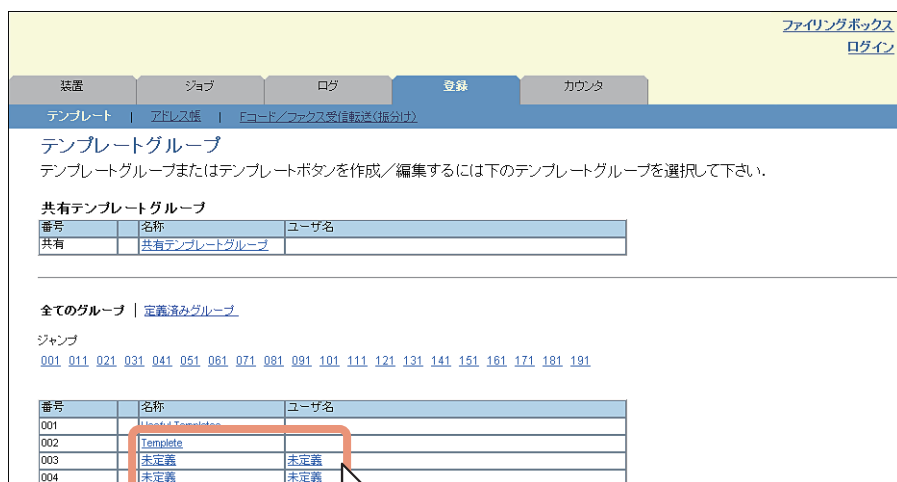 ファイリングボックス
ログイン
装置 ジョブ ログ 登録 カウンタ
テンプレート | アドレス帳 | Fコード／ファクス受信転送(振分け)
テンプレートグループ
テンプレートグループまたはテンプレートボタンを作成／編集するには下のテンプレートグループを選択して下さい.
共有テンプレートグループ
番号 名称 ユーザ名
共有 共有テンプレートグループ
全てのグループ | 定義済みグループ
ジャンプ
001 011 021 031 041 051 061 071 081 091 101 111 121 131 141 151 161 171 181 191
番号 名称 ユーザ名
001 Useful Templates
002 Templete
003 未定義 未定義
004 未定義 未定義